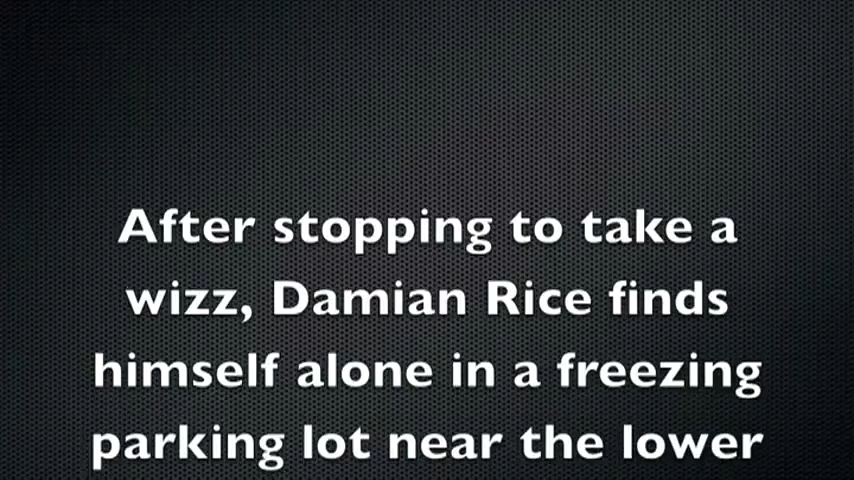 After stopping to take a
wizz, Damian Rice finds
himself alone in a freezing
parking lot near the lower